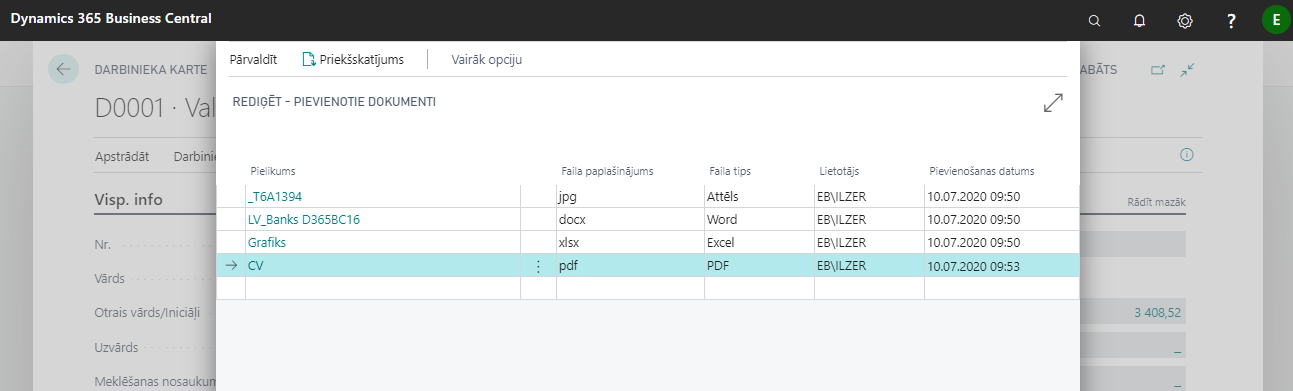 Dynamics 365 Business Central
E
Pārvaldīt Priekšskatījums Vairāk opciju
DARBINIEKA KARTE
ABĀTS
REDIĢĒT - PIEVIENOTIE DOKUMENTI
D0001 · Val
Apstrādāt Darbinie
Pielikums Faila paplašinājums Faila tips Lietotājs Pievienošanas datums
_T6A1394 jpg Attēls EB\ILZER 10.07.2020 09:50
LV_Banks D365BC16 docx Word EB\ILZER 10.07.2020 09:50
Grafiks xlsx Excel EB\ILZER 10.07.2020 09:50
CV pdf PDF EB\ILZER 10.07.2020 09:53
Visp. info
Rādīt mazāk
Nr.
Vārds
Otrais vārds/Iniciāļi
3 408,52
Uzvārds
_
Meklēšanas nosaukum
_